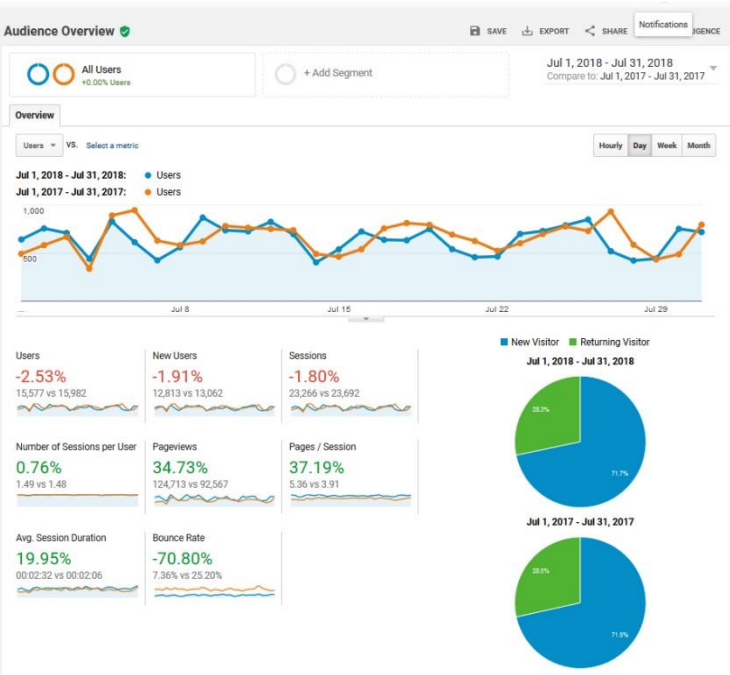 Audience Overview
SAVE EXPORT SHARE Notifications IGENCE
All Users
+0.00% Users
+ Add Segment
Jul 1, 2018 - Jul 31, 2018
Compare to: Jul 1, 2017 - Jul 31, 2017
Overview
Users VS. Select a metric
Hourly Day Week Month
Jul 1, 2018 - Jul 31, 2018: Users
Jul 1, 2017 - Jul 31, 2017: Users
1,000
500
... Jul 8 Jul 15 Jul 22 Jul 29
New Visitor Returning Visitor
Jul 1, 2018 - Jul 31, 2018
28.3%
71.7%
Jul 1, 2017 - Jul 31, 2017
28.5%
71.5%
Users
-2.53%
15,577 vs 15,982
New Users
-1.91%
12,813 vs 13,062
Sessions
-1.80%
23,266 vs 23,692
Number of Sessions per User
0.76%
1.49 vs 1.48
Pageviews
34.73%
124,713 vs 92,567
Pages / Session
37.19%
5.36 vs 3.91
Avg. Session Duration
19.95%
00:02:32 vs 00:02:06
Bounce Rate
-70.80%
7.36% vs 25.20%